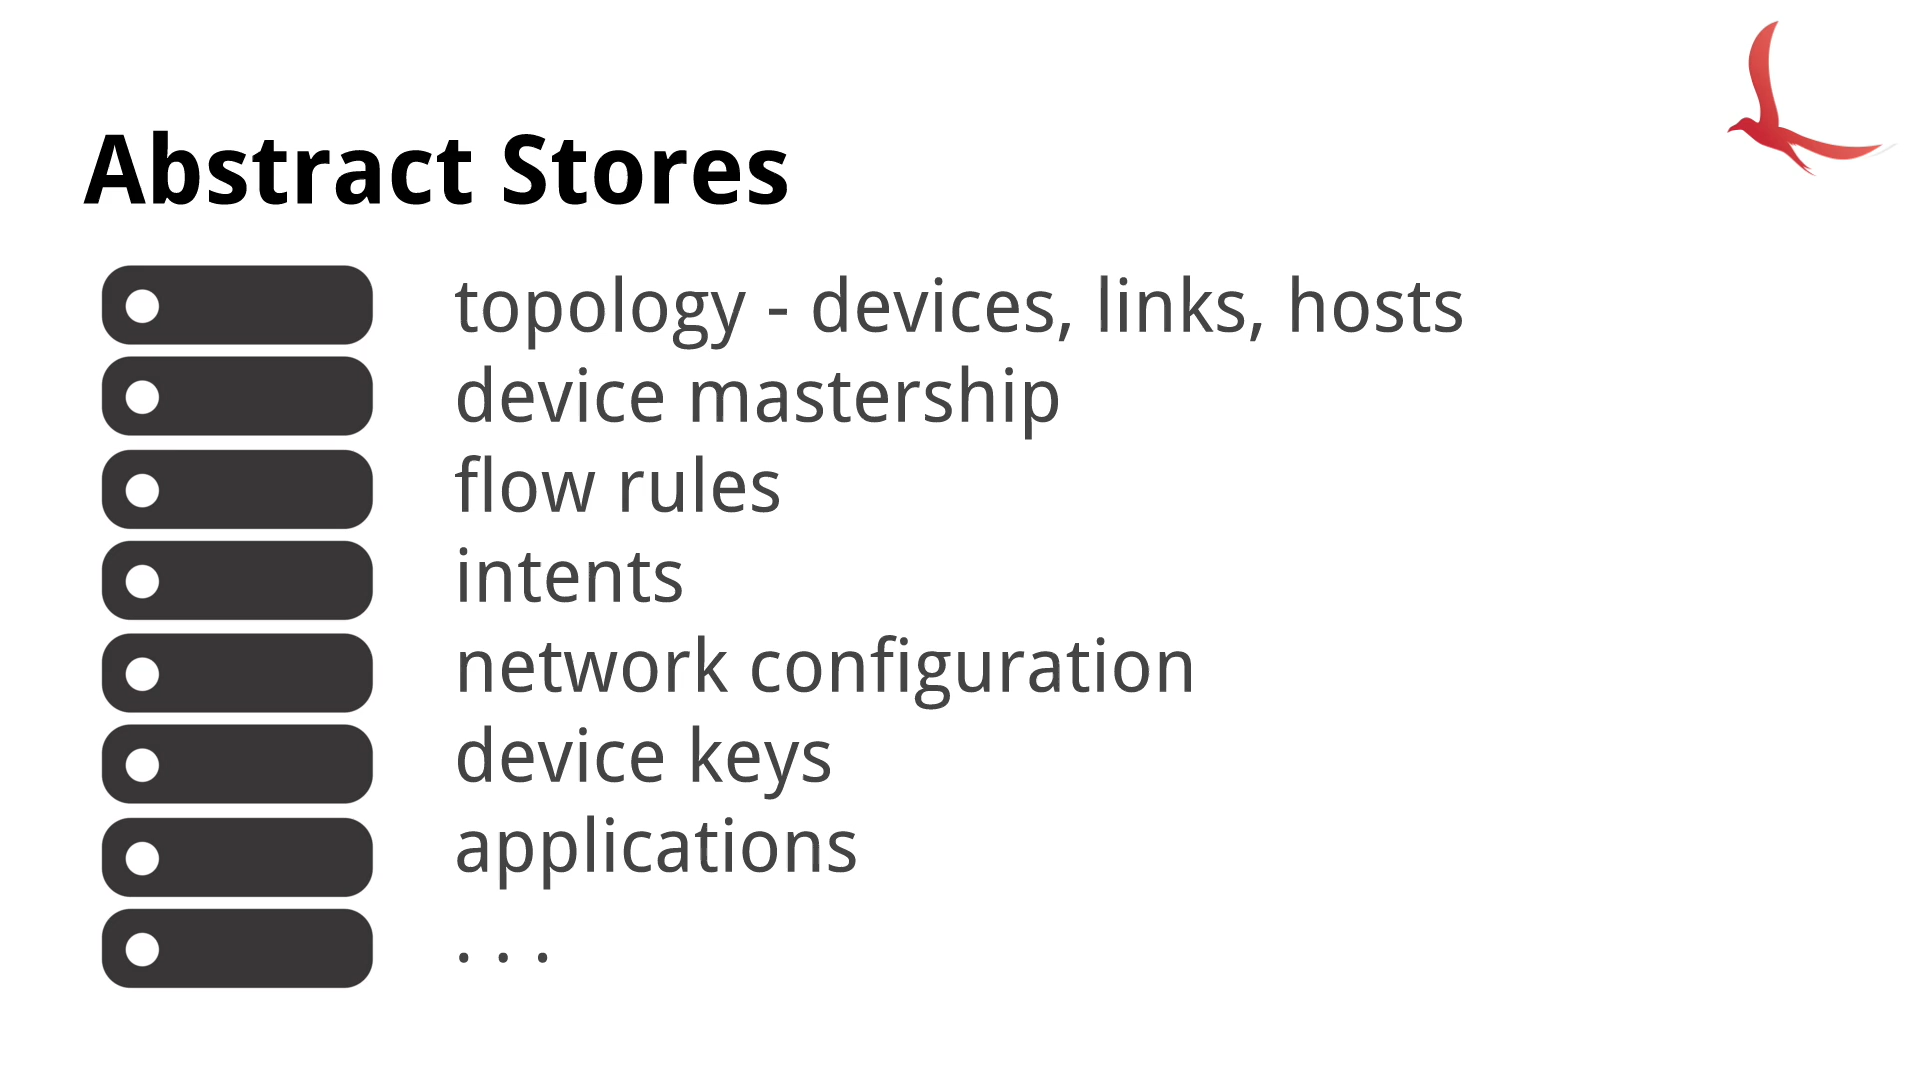 Abstract Stores
topology - devices, links, hosts
device mastership
flow rules
intents
network configuration
device keys
applications
. . .